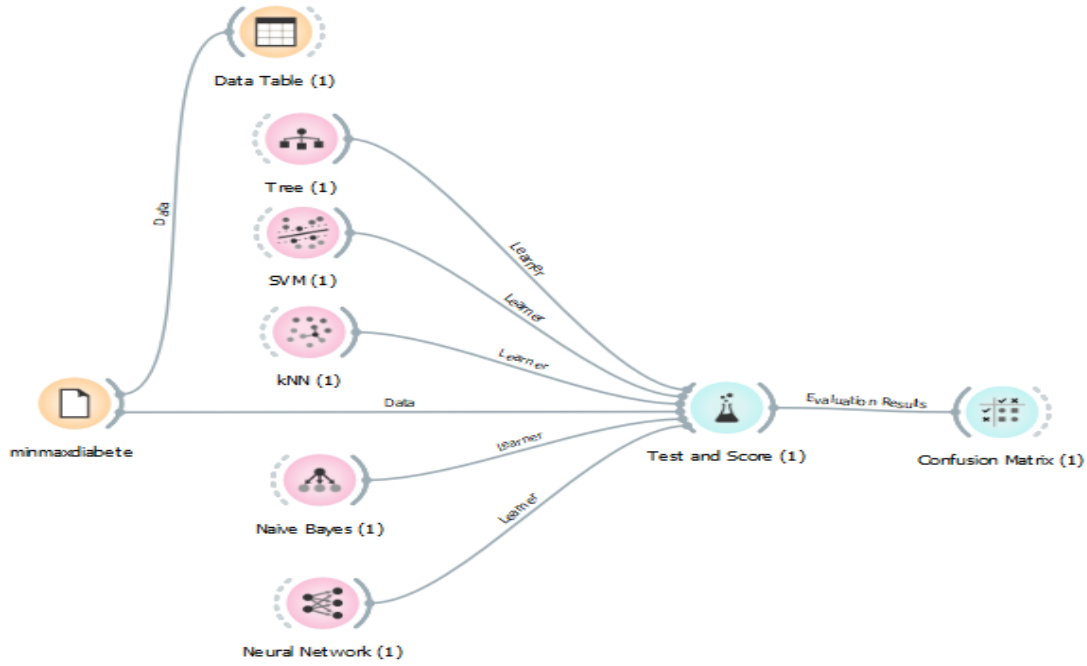 Data Table (1)
Data
Tree (1)
Learner
SVM (1)
Learner
kNN (1)
Learner
minmaxdiabete
Data
Test and Score (1)
Evaluation Results
Confusion Matrix (1)
Naive Bayes (1)
Learner
Neural Network (1)
Learner